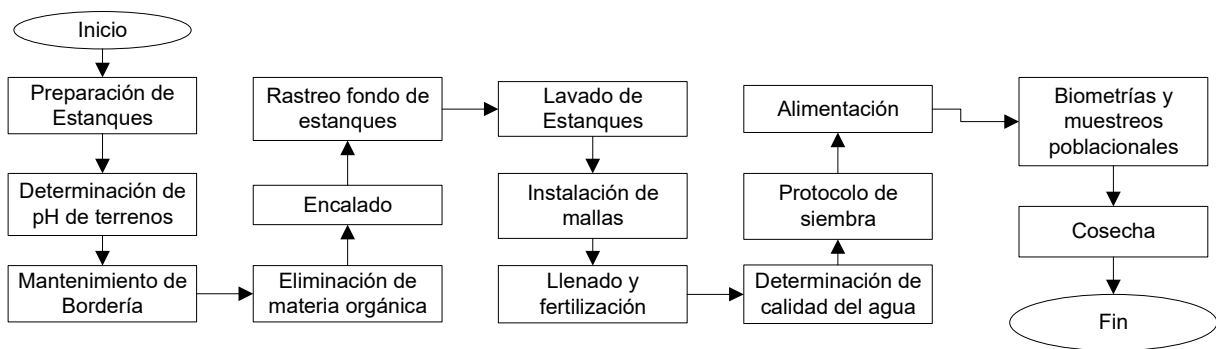 Inicio
Preparación de
Estanques
Determinación de
pH de terrenos
Mantenimiento de
Bordería
Eliminación de
materia orgánica
Encalado
Rastreo fondo de
estanques
Lavado de
Estanques
Instalación de
mallas
Llenado y
fertilización
Determinación de
calidad del agua
Protocolo de
siembra
Alimentación
Biometrías y
muestreos
poblacionales
Cosecha
Fin